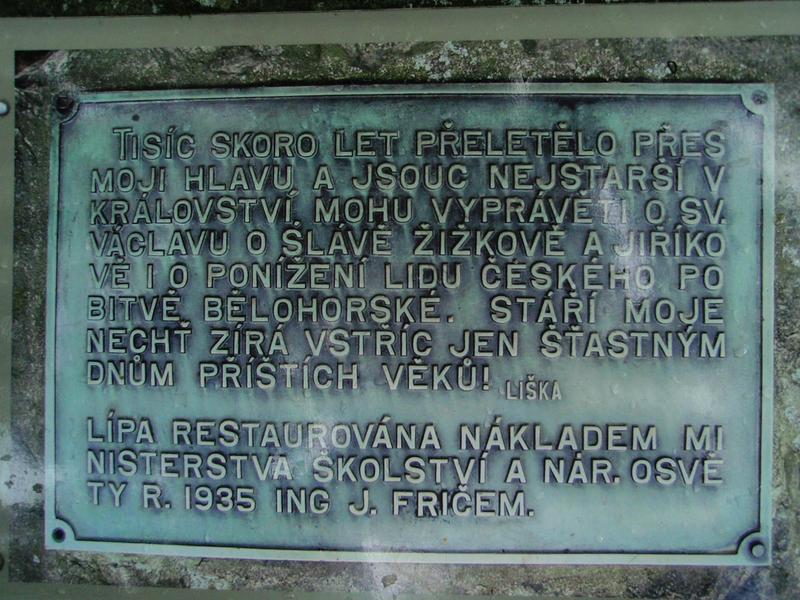 TISÍC SKORO LET PŘELETĚLO PŘES
MOJI HLAVU A JSOUC NEJSTARŠÍ V
KRÁLOVSTVÍ, MOHU VYPRÁVĚTI O SV.
VÁCLAVU O SLÁVĚ ŽIŽKOVĚ A JIŘÍKO
VĚ I O PONÍŽENÍ LIDU ČESKÉHO PO
BITVĚ BĚLOHORSKÉ. STÁŘÍ MOJE
NECHŤ ZÍRÁ VSTŘÍC JEN ŠŤASTNÝM
DNŮM PŘÍŠTÍCH VĚKŮ! LIŠKA
LÍPA RESTAUROVÁNA NÁKLADEM MI
NISTERSTVA ŠKOLSTVÍ A NÁR. OSVĚ
TY R. 1935 ING J. FRIČEM.